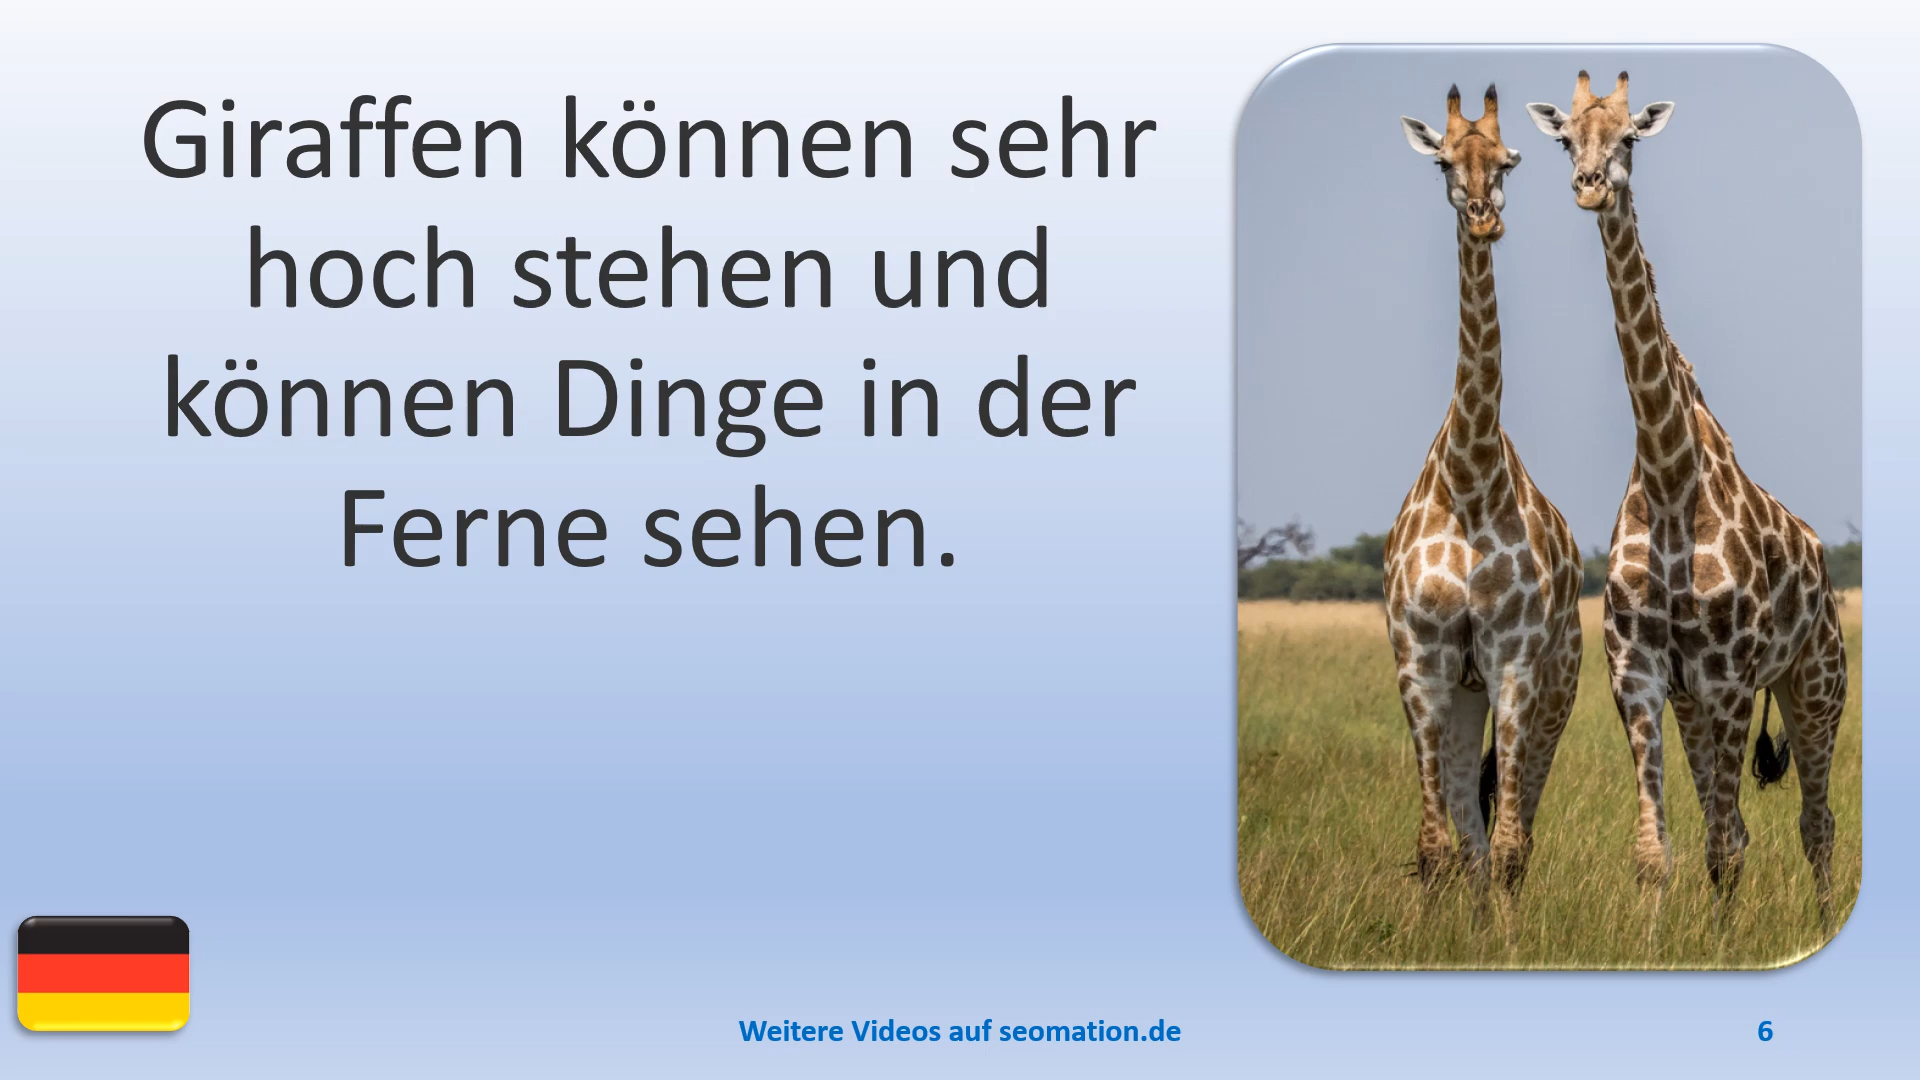 Giraffen können sehr
hoch stehen und
können Dinge in der
Ferne sehen.
Weitere Videos auf seomation.de
6